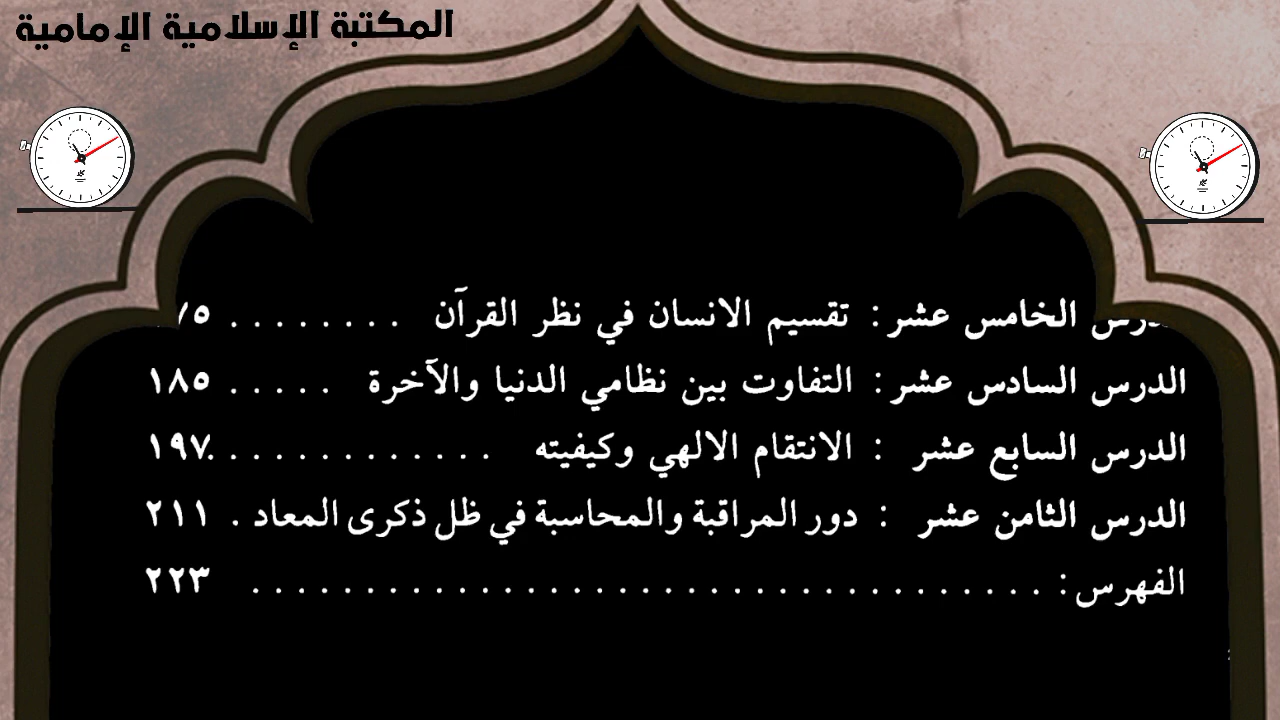 المكتبة الإسلامية الإمامية
الخامس عشر : تقسيم الانسان في نظر القرآن . . . . . . . .
الدرس السادس عشر : التفاوت بين نظامي الدنيا والآخرة . . . . . ١٨٥
الدرس السابع عشر : الانتقام الالهي وكيفيته . . . . . . . . . . . . . ١٩٧
الدرس الثامن عشر : دور المراقبة والمحاسبة في ظل ذكرى المعاد . ٢١١
الفهرس : . . . . . . . . . . . . . . . . . . . . . . . . . . . . . . . . . . . ٢٢٣